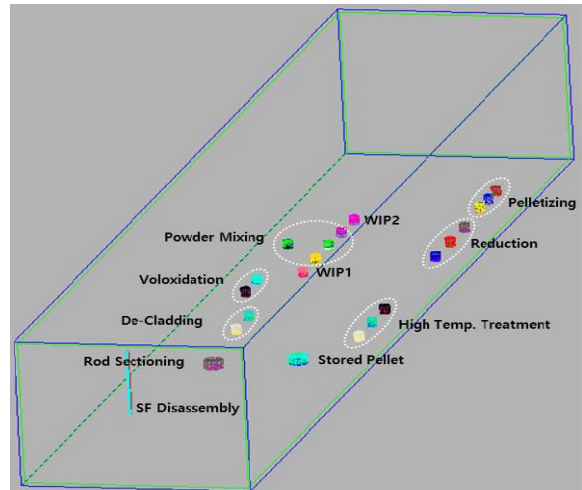 Pelletizing
WIP2
Powder Mixing
Reduction
WIP1
Voloxidation
De-Cladding
High Temp. Treatment
Rod Sectioning
Stored Pellet
SF Disassembly